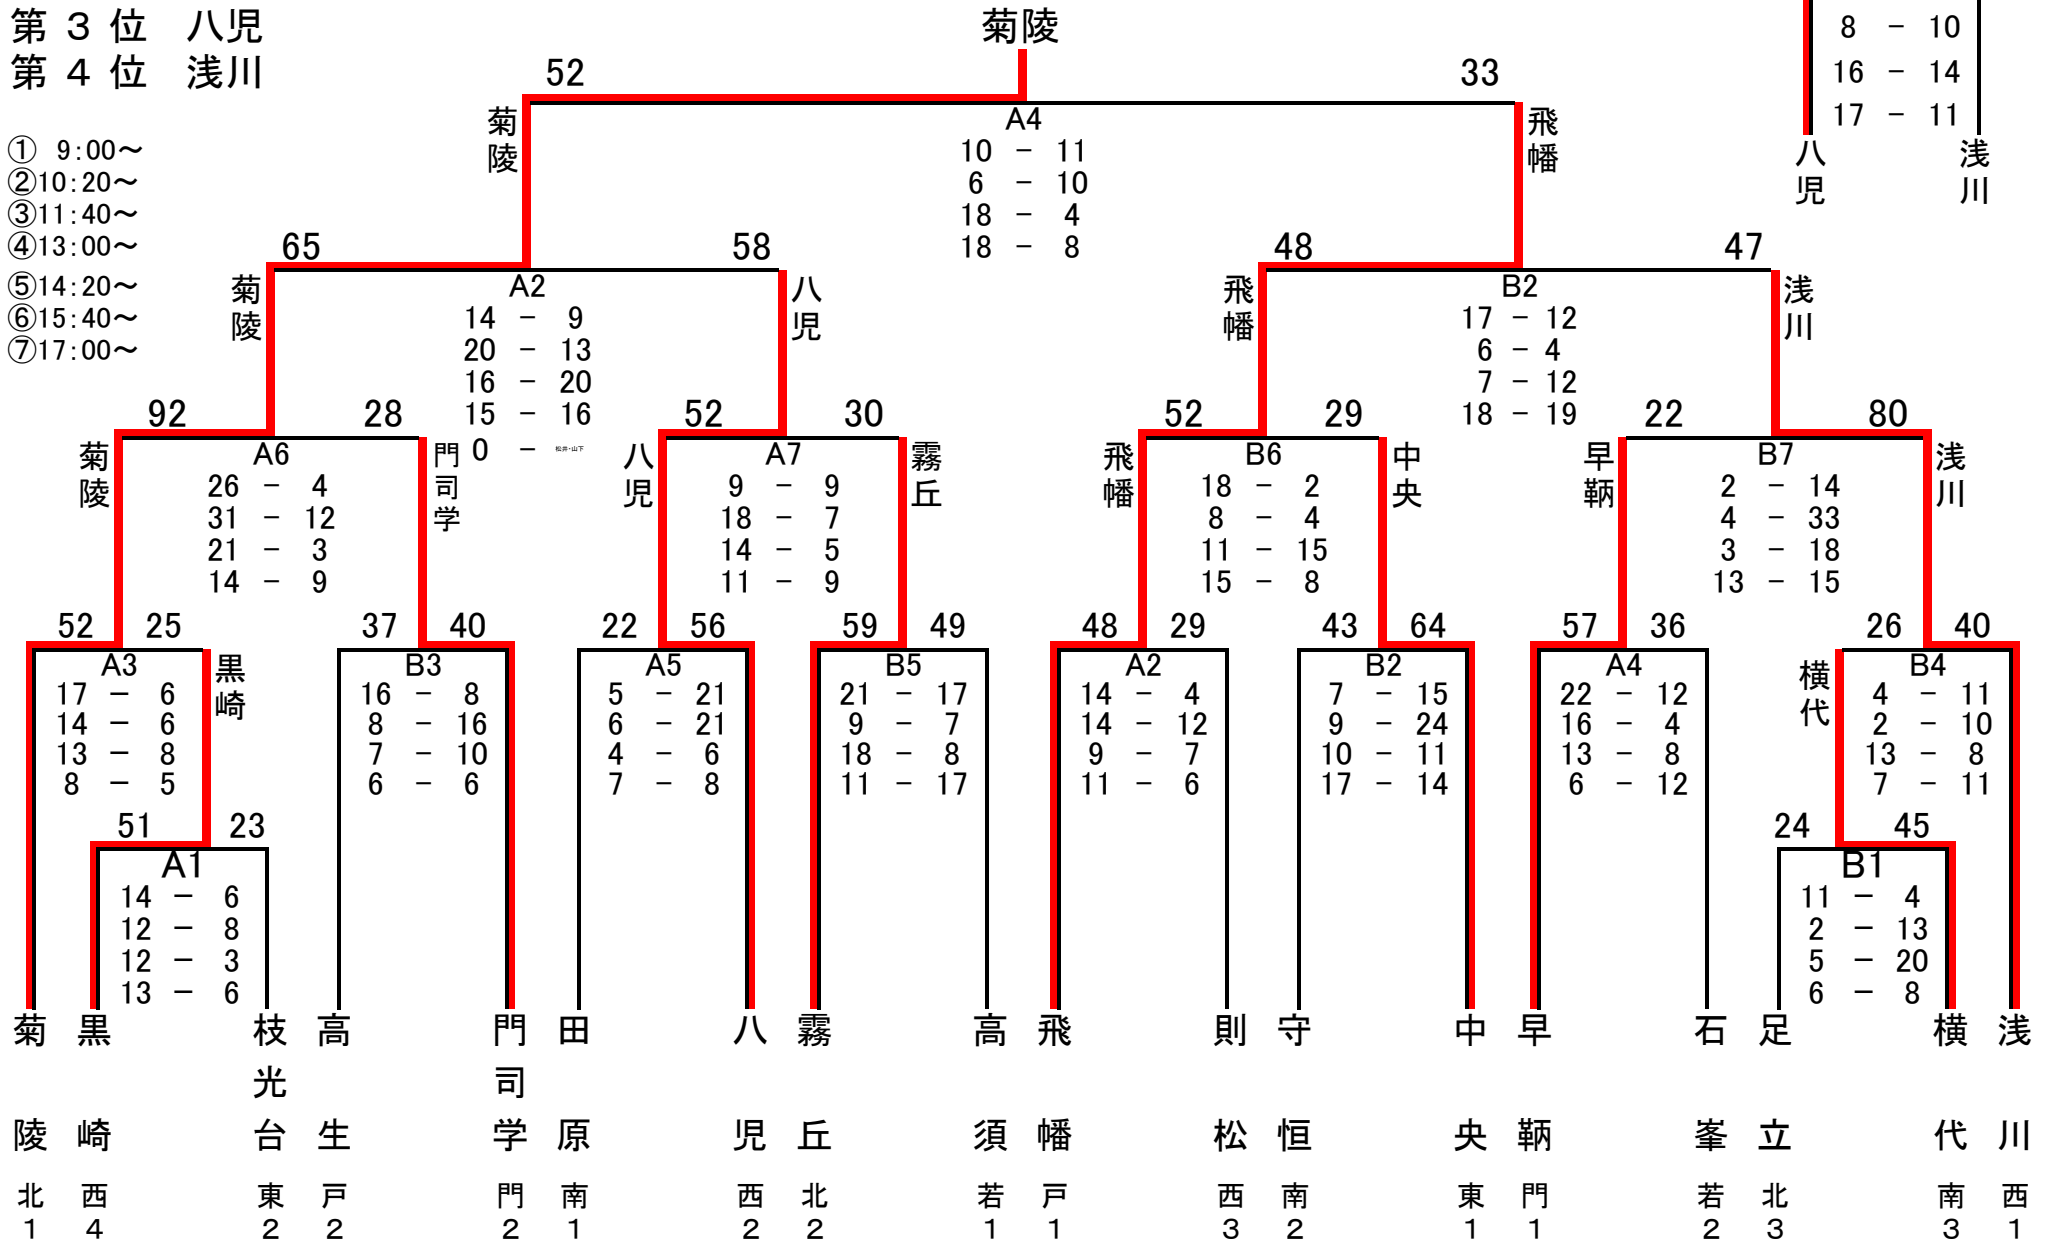 第 3 位 八児
第 4 位 浅川
菊陵
8 － 10
16 － 14
17 － 11
八児
浅川
① 9:00～
②10:20～
③11:40～
④13:00～
⑤14:20～
⑥15:40～
⑦17:00～
52
33
菊陵
A4
飛幡
10 － 11
6 － 10
18 － 4
18 － 8
65
58
菊陵
A2
八児
14 － 9
20 － 13
16 － 20
15 － 16
0 － 松井・山下
48
47
飛幡
B2
浅川
17 － 12
6 － 4
7 － 12
18 － 19
92
28
菊陵
A6
門司学
26 － 4
31 － 12
21 － 3
14 － 9
52
30
八児
A7
霧丘
9 － 9
18 － 7
14 － 5
11 － 9
52
29
飛幡
B6
中央
18 － 2
8 － 4
11 － 15
15 － 8
22
80
早鞆
B7
浅川
2 － 14
4 － 33
3 － 18
13 － 15
52 25
A3
黒崎
17 － 6
14 － 6
13 － 8
8 － 5
37 40
B3
16 － 8
8 － 16
7 － 10
6 － 6
22 56
A5
5 － 21
6 － 21
4 － 6
7 － 8
59 49
B5
21 － 17
9 － 7
18 － 8
11 － 17
48 29
A2
14 － 4
14 － 12
9 － 7
11 － 6
43 64
B2
7 － 15
9 － 24
10 － 11
17 － 14
57 36
A4
22 － 12
16 － 4
13 － 8
6 － 12
26 40
横代
B4
4 － 11
2 － 10
13 － 8
7 － 11
51 23
A1
14 － 6
12 － 8
12 － 3
13 － 6
24 45
B1
11 － 4
2 － 13
5 － 20
6 － 8
菊陵 北1
黒崎 西4
枝光台 東2
高生 戸2
門司学 門2
田原 南1
八児 西2
霧丘 北2
高須 若1
飛幡 戸1
則松 西3
守恒 南2
中央 東1
早鞆 門1
石峯 若2
足立 北3
横代 南3
浅川 西1